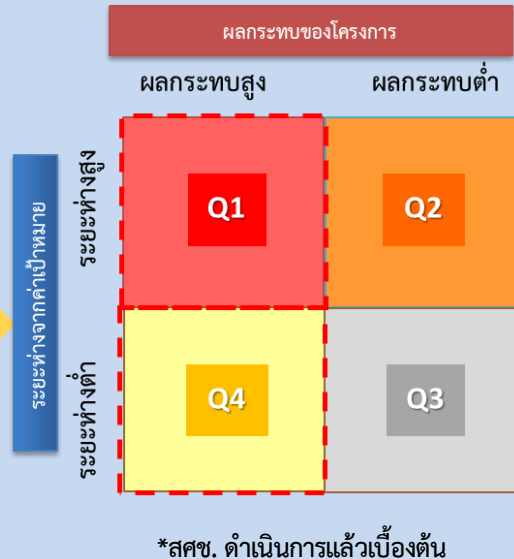 ผลกระทบของโครงการ
ผลกระทบสูง ผลกระทบต่ำ
ระยะห่างจากค่าเป้าหมาย
ระยะห่างสูง
Q1 Q2
ระยะห่างต่ำ
Q4 Q3
*สศช. ดำเนินการแล้วเบื้องต้น